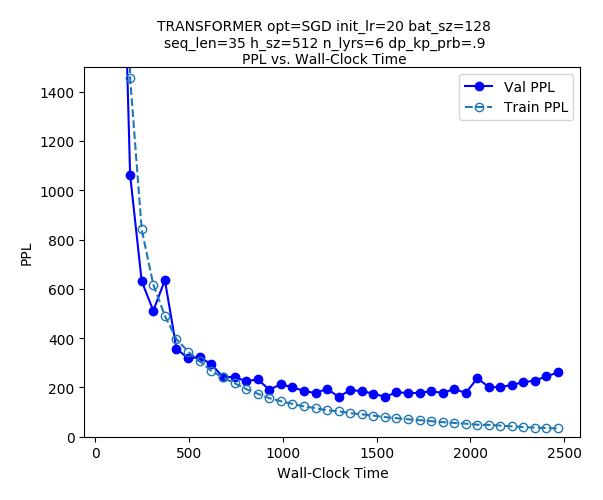 TRANSFORMER opt=SGD init_lr=20 bat_sz=128
seq_len=35 h_sz=512 n_lyrs=6 dp_kp_prb=.9
PPL vs. Wall-Clock Time
Val PPL
Train PPL
PPL
1400
1200
1000
800
600
400
200
0
0 500 1000 1500 2000 2500
Wall-Clock Time